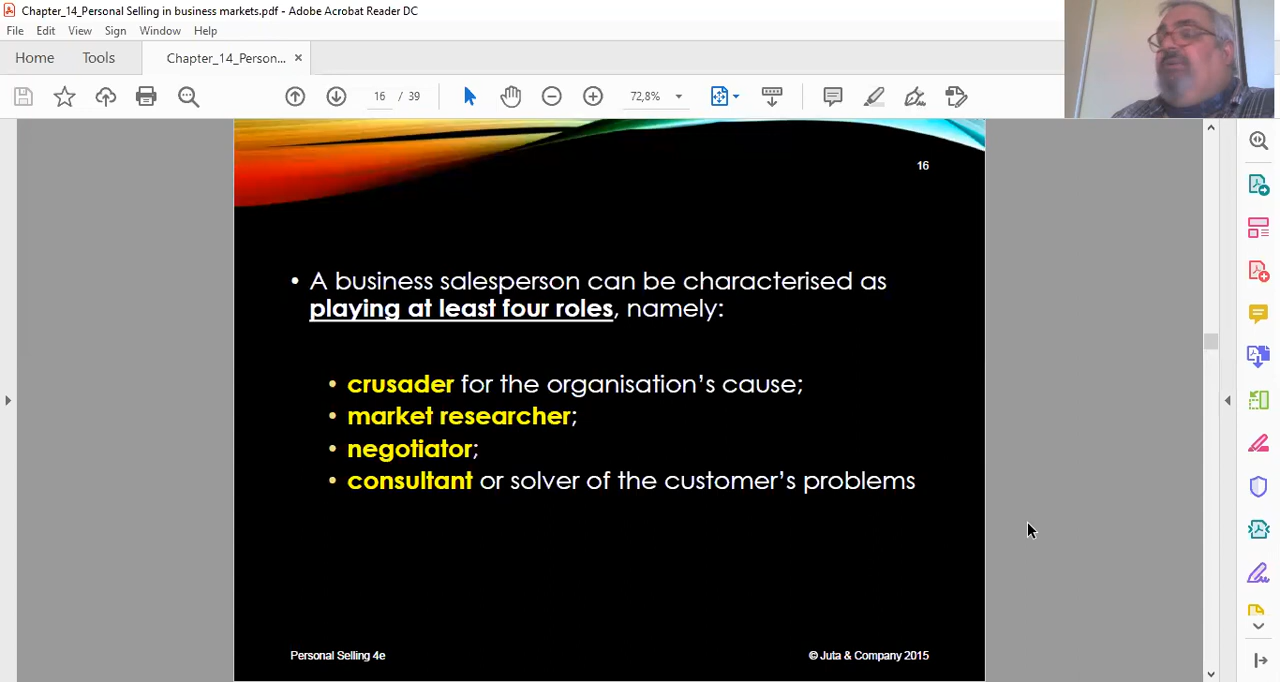 Chapter_14_Personal Selling in business markets.pdf - Adobe Acrobat Reader DC
File Edit View Sign Window Help
Home Tools Chapter_14_Person... ×
16 / 39 72,8%
16
• A business salesperson can be characterised as
playing at least four roles, namely:
• crusader for the organisation's cause;
• market researcher;
• negotiator;
• consultant or solver of the customer's problems
Personal Selling 4e © Juta & Company 2015